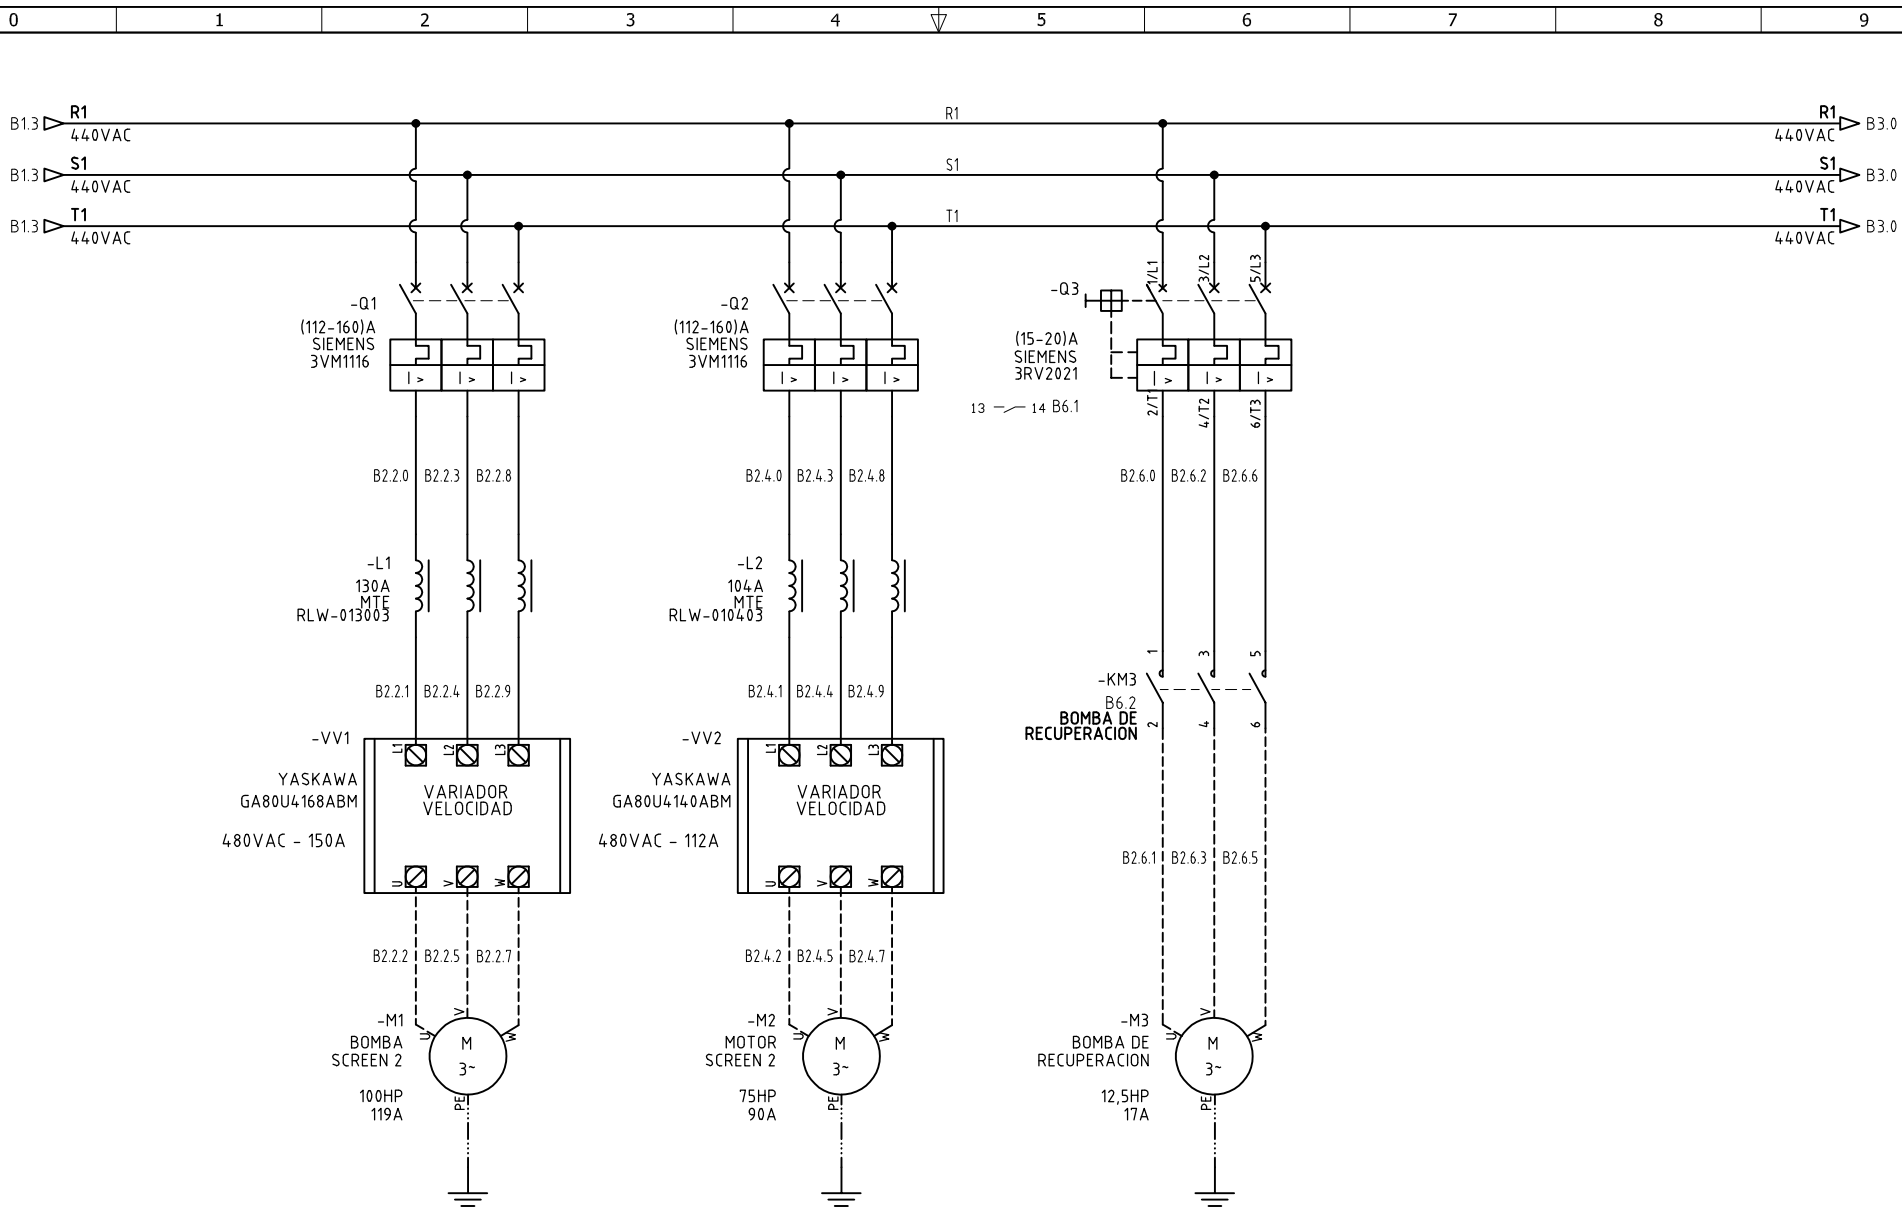 0 1 2 3 4 5 6 7 8 9
R1 R1 R1
B1.3 B3.0
440VAC 440VAC
S1 S1 S1
B1.3 B3.0
440VAC 440VAC
T1 T1 T1
B1.3 B3.0
440VAC 440VAC
-Q1
(112-160)A
SIEMENS
3VM1116
I > I > I >
-Q2
(112-160)A
SIEMENS
3VM1116
I > I > I >
1/L1 3/L2 5/L3
-Q3
(15-20)A
SIEMENS
3RV2021
I > I > I >
2/T1 4/T2 6/T3
13 14 B6.1
B2.2.0 B2.2.3 B2.2.8
B2.4.0 B2.4.3 B2.4.8
B2.6.0 B2.6.2 B2.6.6
-L1
130A
MTE
RLW-013003
-L2
104A
MTE
RLW-010403
B2.2.1 B2.2.4 B2.2.9
B2.4.1 B2.4.4 B2.4.9
1 3 5
-KM3
B6.2
BOMBA DE
RECUPERACION
2 4 6
-VV1
L1 L2 L3
YASKAWA
GA80U4168ABM
480VAC - 150A
VARIADOR
VELOCIDAD
U V W
-VV2
L1 L2 L3
YASKAWA
GA80U4140ABM
480VAC - 112A
VARIADOR
VELOCIDAD
U V W
B2.6.1 B2.6.3 B2.6.5
B2.2.2 B2.2.5 B2.2.7
B2.4.2 B2.4.5 B2.4.7
-M1
BOMBA
SCREEN 2
100HP
119A
U V W
M
3~
PE
-M2
MOTOR
SCREEN 2
75HP
90A
U V W
M
3~
PE
-M3
BOMBA DE
RECUPERACION
12,5HP
17A
U V W
M
3~
PE